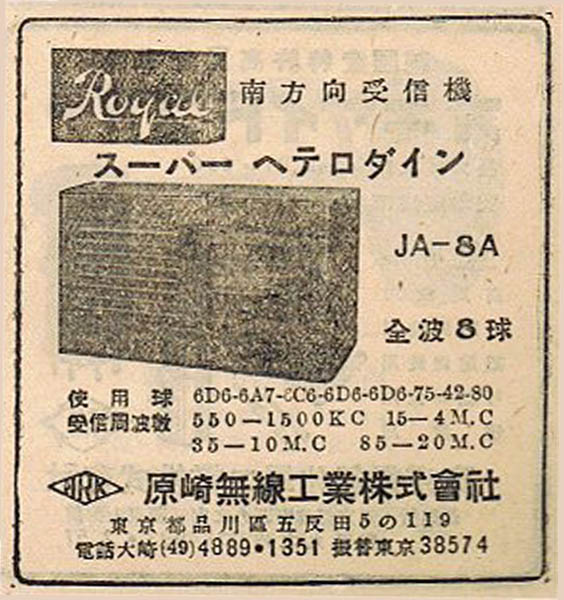 Royal
南方向受信機
スーパー ヘテロダイン
JA-8A
全波8球
使用球 6D6-6A7-6C6-6D6-6D6-75-42-80
受信周波数 550-1500KC 15-4M.C
35-10M.C 85-20M.C
HRK 原崎無線工業株式會社
東京都品川區五反田5の119
電話大崎(49)4889・1351 振替東京38574